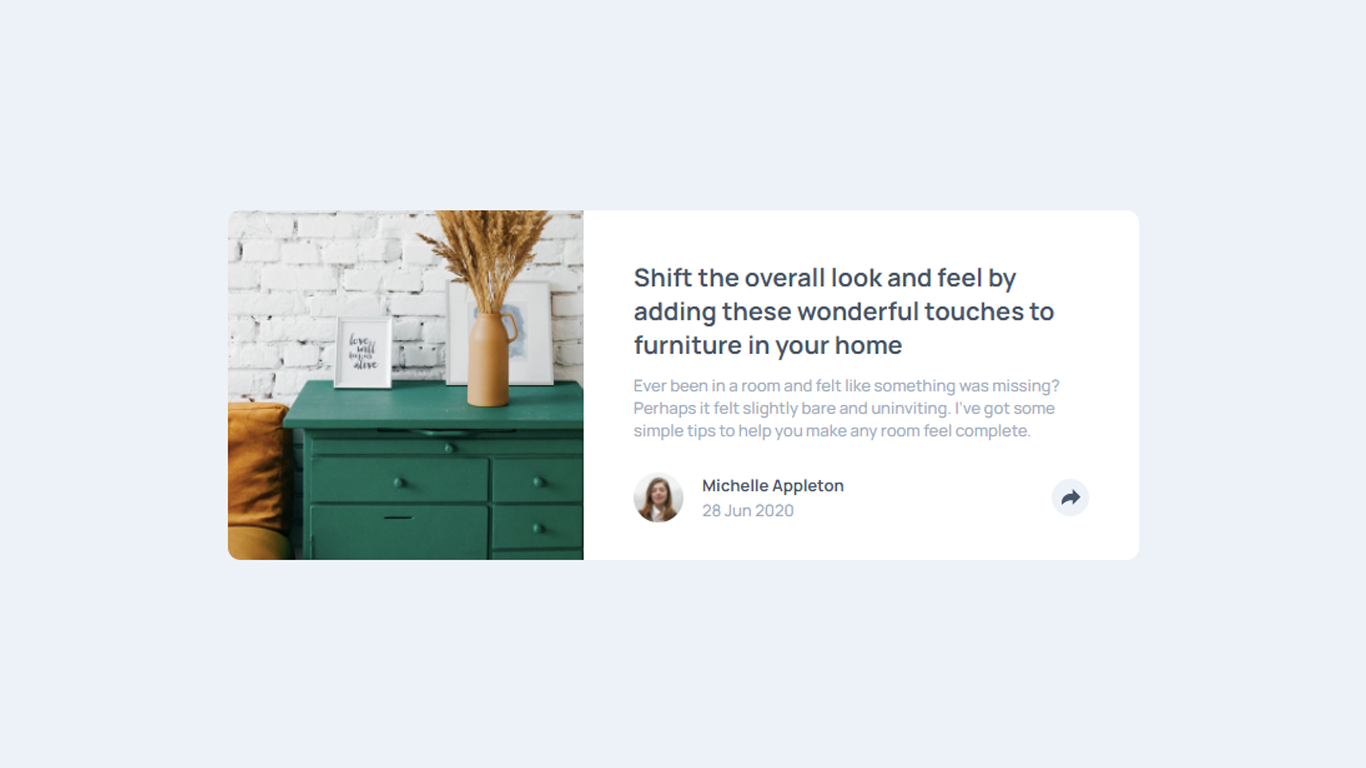 love
will
keep us
alive
Shift the overall look and feel by
adding these wonderful touches to
furniture in your home
Ever been in a room and felt like something was missing?
Perhaps it felt slightly bare and uninviting. I've got some
simple tips to help you make any room feel complete.
Michelle Appleton
28 Jun 2020